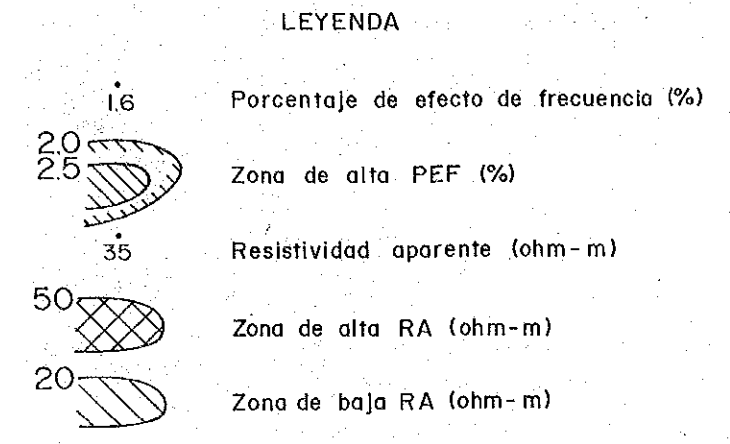 LEYENDA
1.6 Porcentaje de efecto de frecuencia (%)
2.0
2.5 Zona de alta PEF (%)
35 Resistividad aparente (ohm-m)
50 Zona de alta RA (ohm-m)
20 Zona de baja RA (ohm-m)